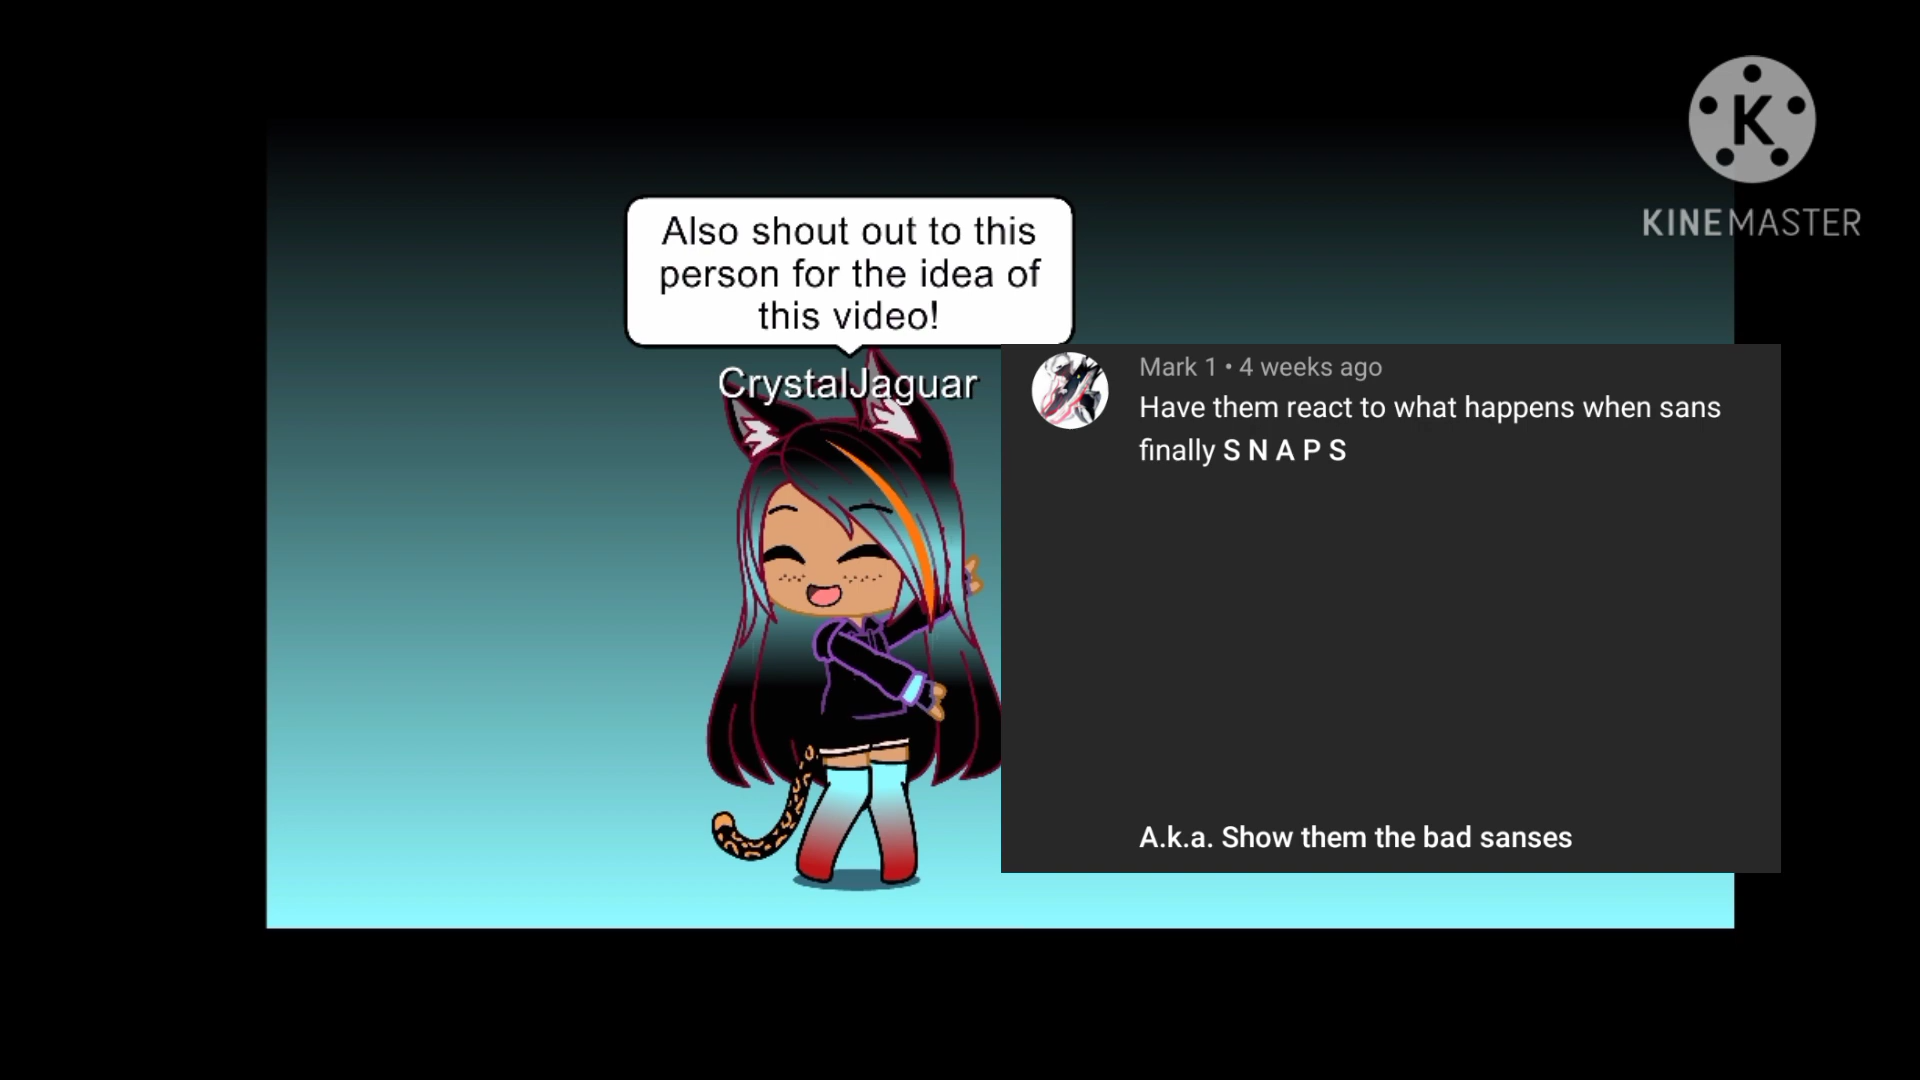 K
KINEMASTER
Also shout out to this
person for the idea of
this video!
CrystalJaguar
Mark 1 • 4 weeks ago
Have them react to what happens when sans
finally S N A P S
A.k.a. Show them the bad sanses